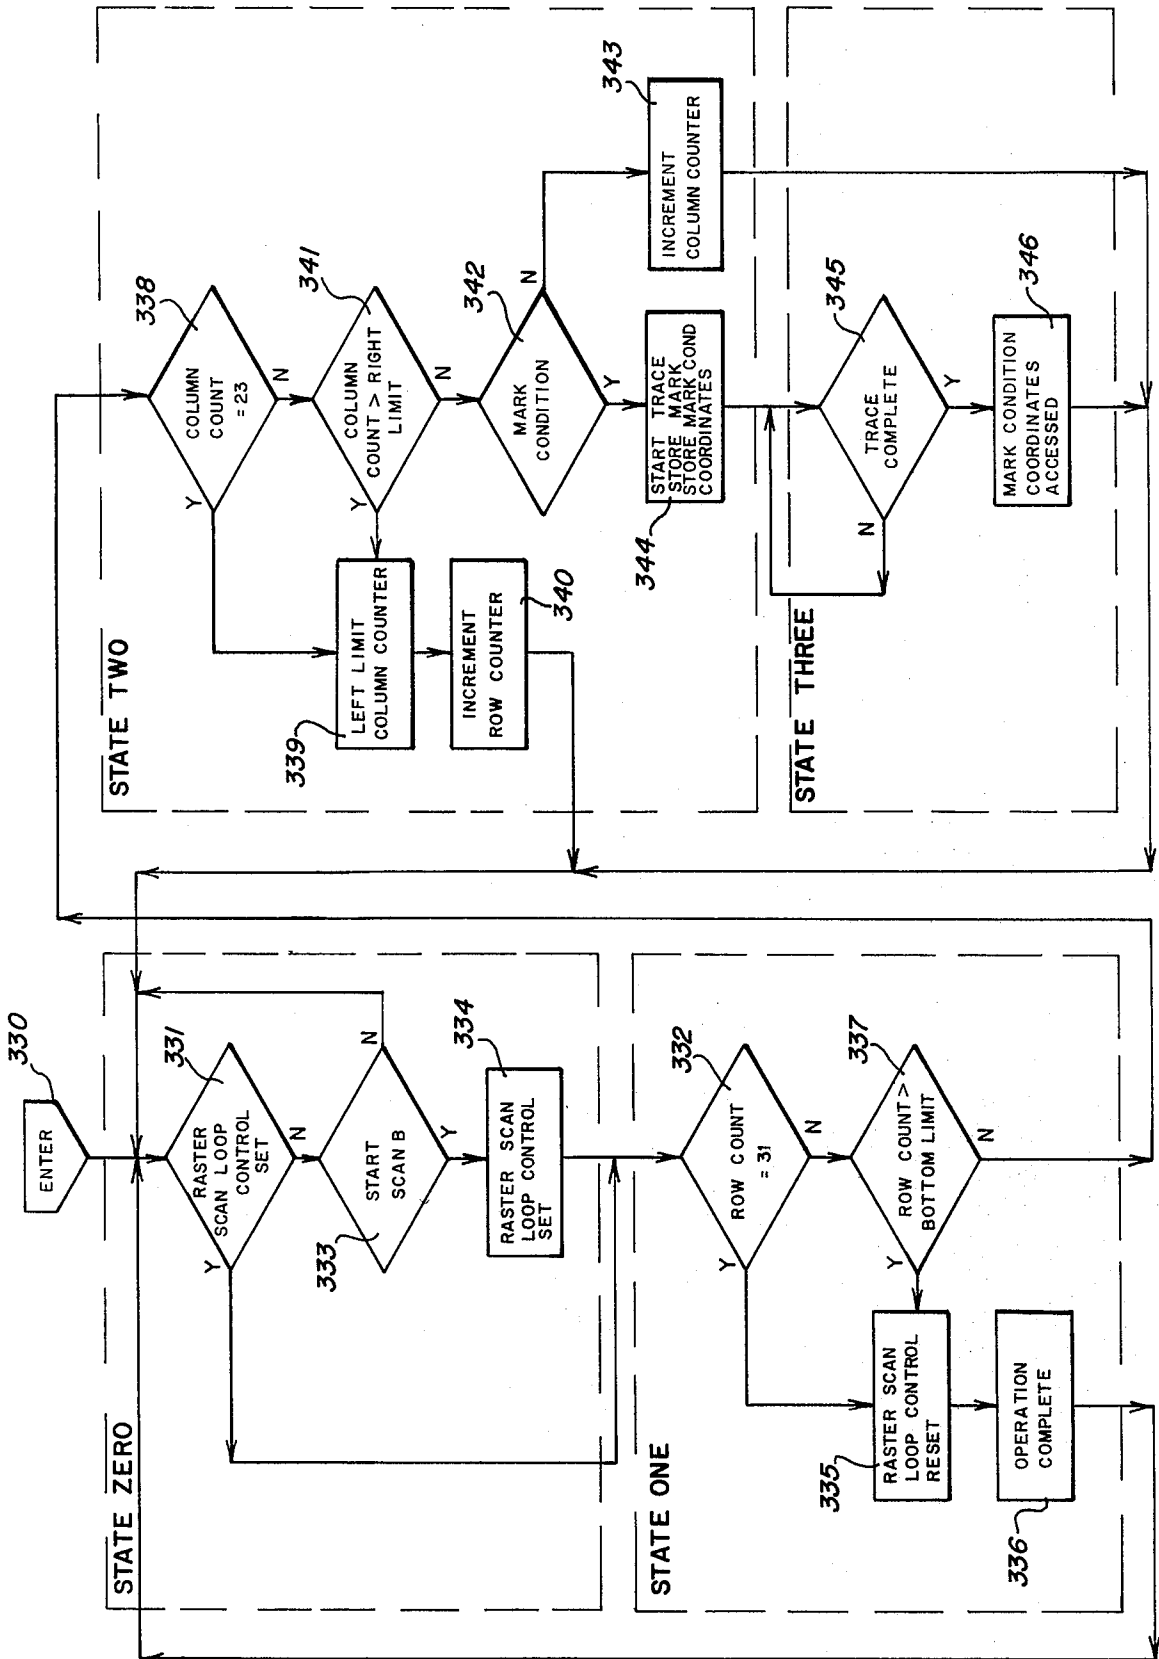 330
ENTER
STATE ZERO
331
RASTER
SCAN LOOP
CONTROL
SET
Y
N
333
START
SCAN B
N
Y
334
RASTER SCAN
LOOP CONTROL
SET
STATE ONE
332
ROW COUNT
= 31
Y
N
337
ROW COUNT >
BOTTOM LIMIT
Y
N
335
RASTER SCAN
LOOP CONTROL
RESET
336
OPERATION
COMPLETE
STATE TWO
338
COLUMN
COUNT
= 23
Y
N
341
COLUMN
COUNT > RIGHT
LIMIT
Y
N
339
LEFT LIMIT
COLUMN COUNTER
340
INCREMENT
ROW COUNTER
342
MARK
CONDITION
N
Y
343
INCREMENT
COLUMN COUNTER
344
START TRACE
STORE MARK
STORE MARK COND
COORDINATES
STATE THREE
345
TRACE
COMPLETE
N
Y
346
MARK CONDITION
COORDINATES
ACCESSED